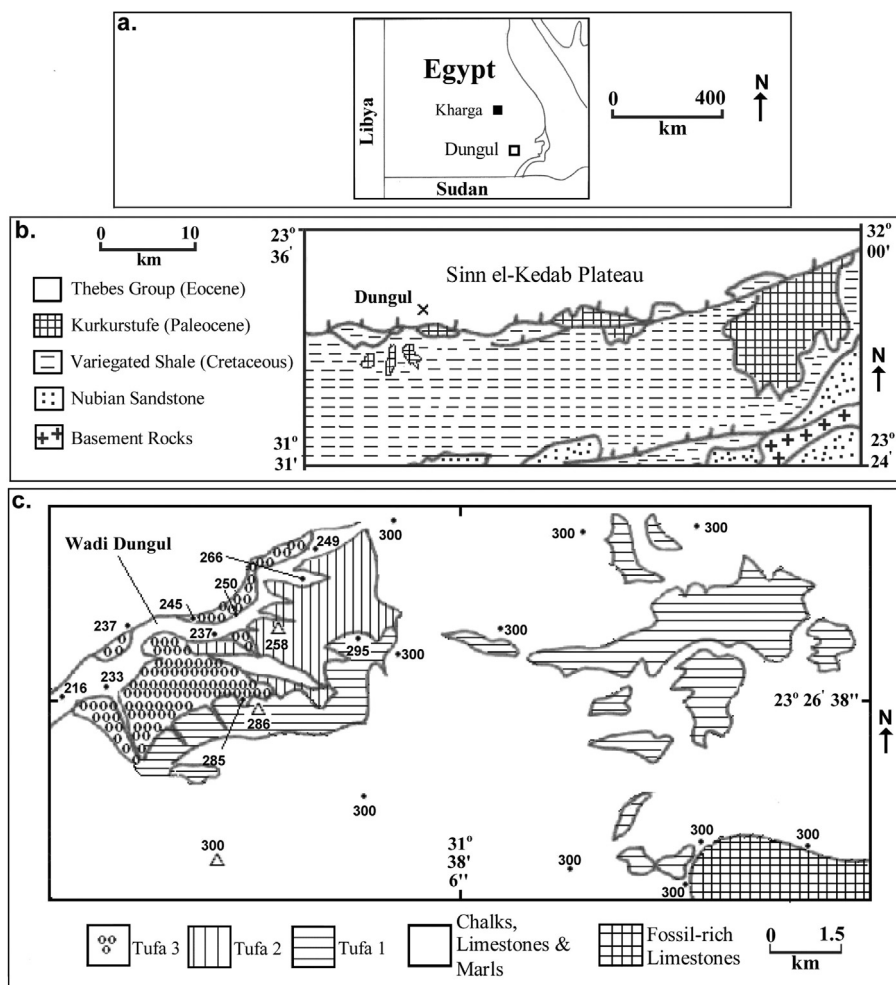 a.
Egypt
Libya
Kharga
Dungul
Sudan
0 400
km
N
b.
0 10
km
Thebes Group (Eocene)
Kurkurstufe (Paleocene)
Variegated Shale (Cretaceous)
Nubian Sandstone
Basement Rocks
23°
36'
32°
00'
Sinn el-Kedab Plateau
Dungul
N
31°
31'
23°
24'
c.
Wadi Dungul
266
249
300
300
300
250
245
237
237
258
295
300
300
233
216
286
285
23° 26' 38"
N
300
300
31°
38'
6"
300
300
300
300
Tufa 3
Tufa 2
Tufa 1
Chalks,
Limestones &
Marls
Fossil-rich
Limestones
0 1.5
km